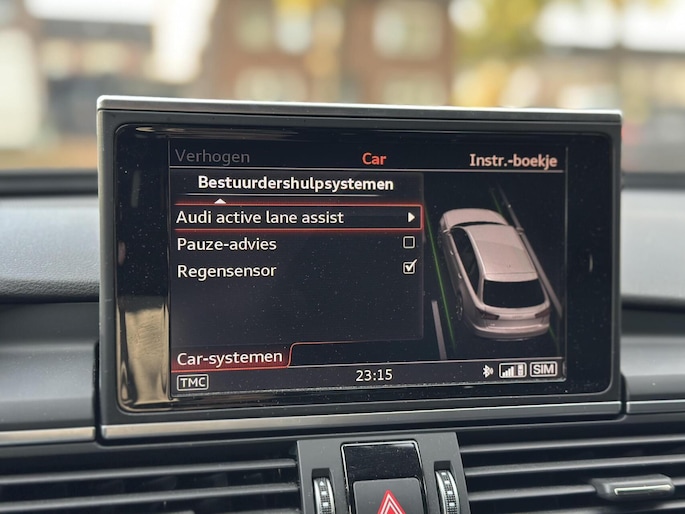 Verhogen Car Instr.-boekje
Bestuurdershulpsystemen
Audi active lane assist
Pauze-advies
Regensensor
Car-systemen
TMC 23:15 SIM